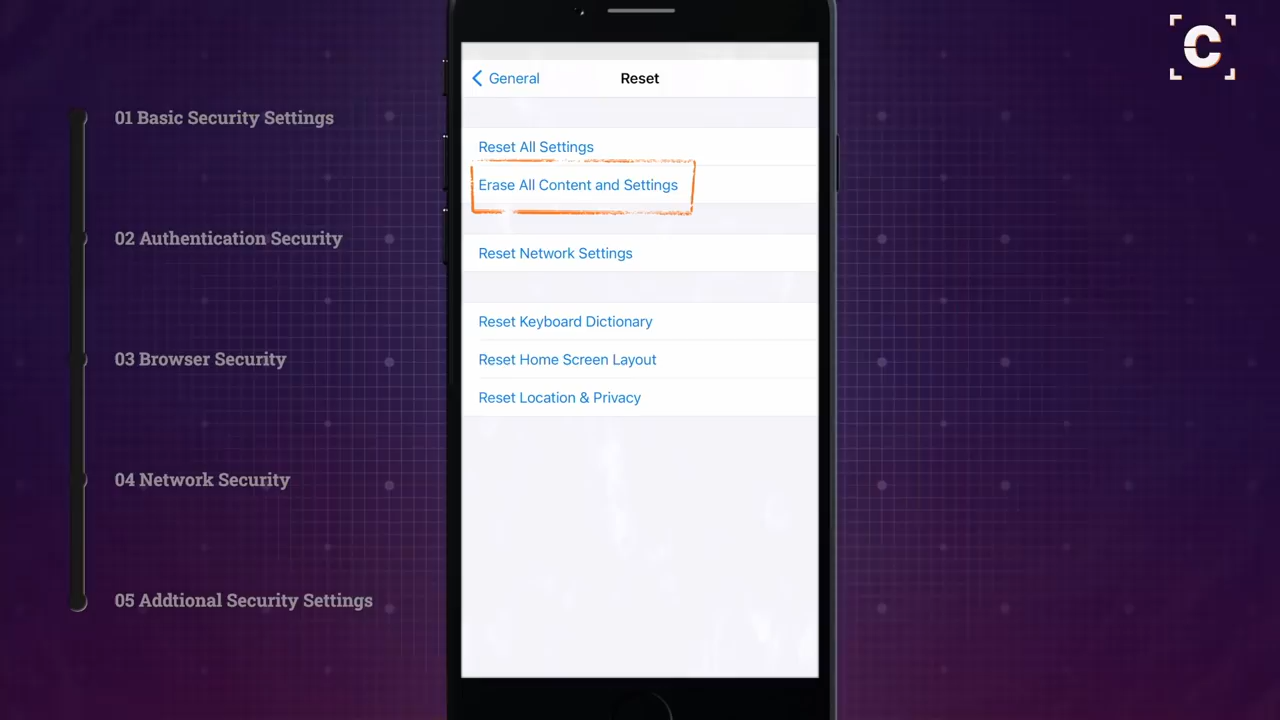 01 Basic Security Settings
02 Authentication Security
03 Browser Security
04 Network Security
05 Addtional Security Settings
General
Reset
Reset All Settings
Erase All Content and Settings
Reset Network Settings
Reset Keyboard Dictionary
Reset Home Screen Layout
Reset Location & Privacy
C